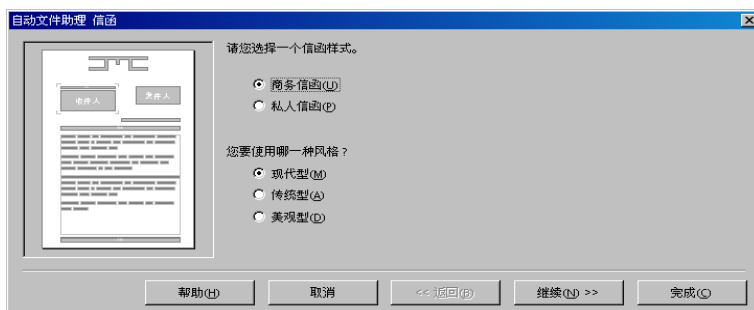 自动文件助理 信函
请您选择一个信函样式。
商务信函(U)
私人信函(P)
收件人
发件人
您要使用哪一种风格?
现代型(M)
传统型(A)
美观型(D)
帮助(H)
取消
<< 返回(B)
继续(N) >>
完成(C)